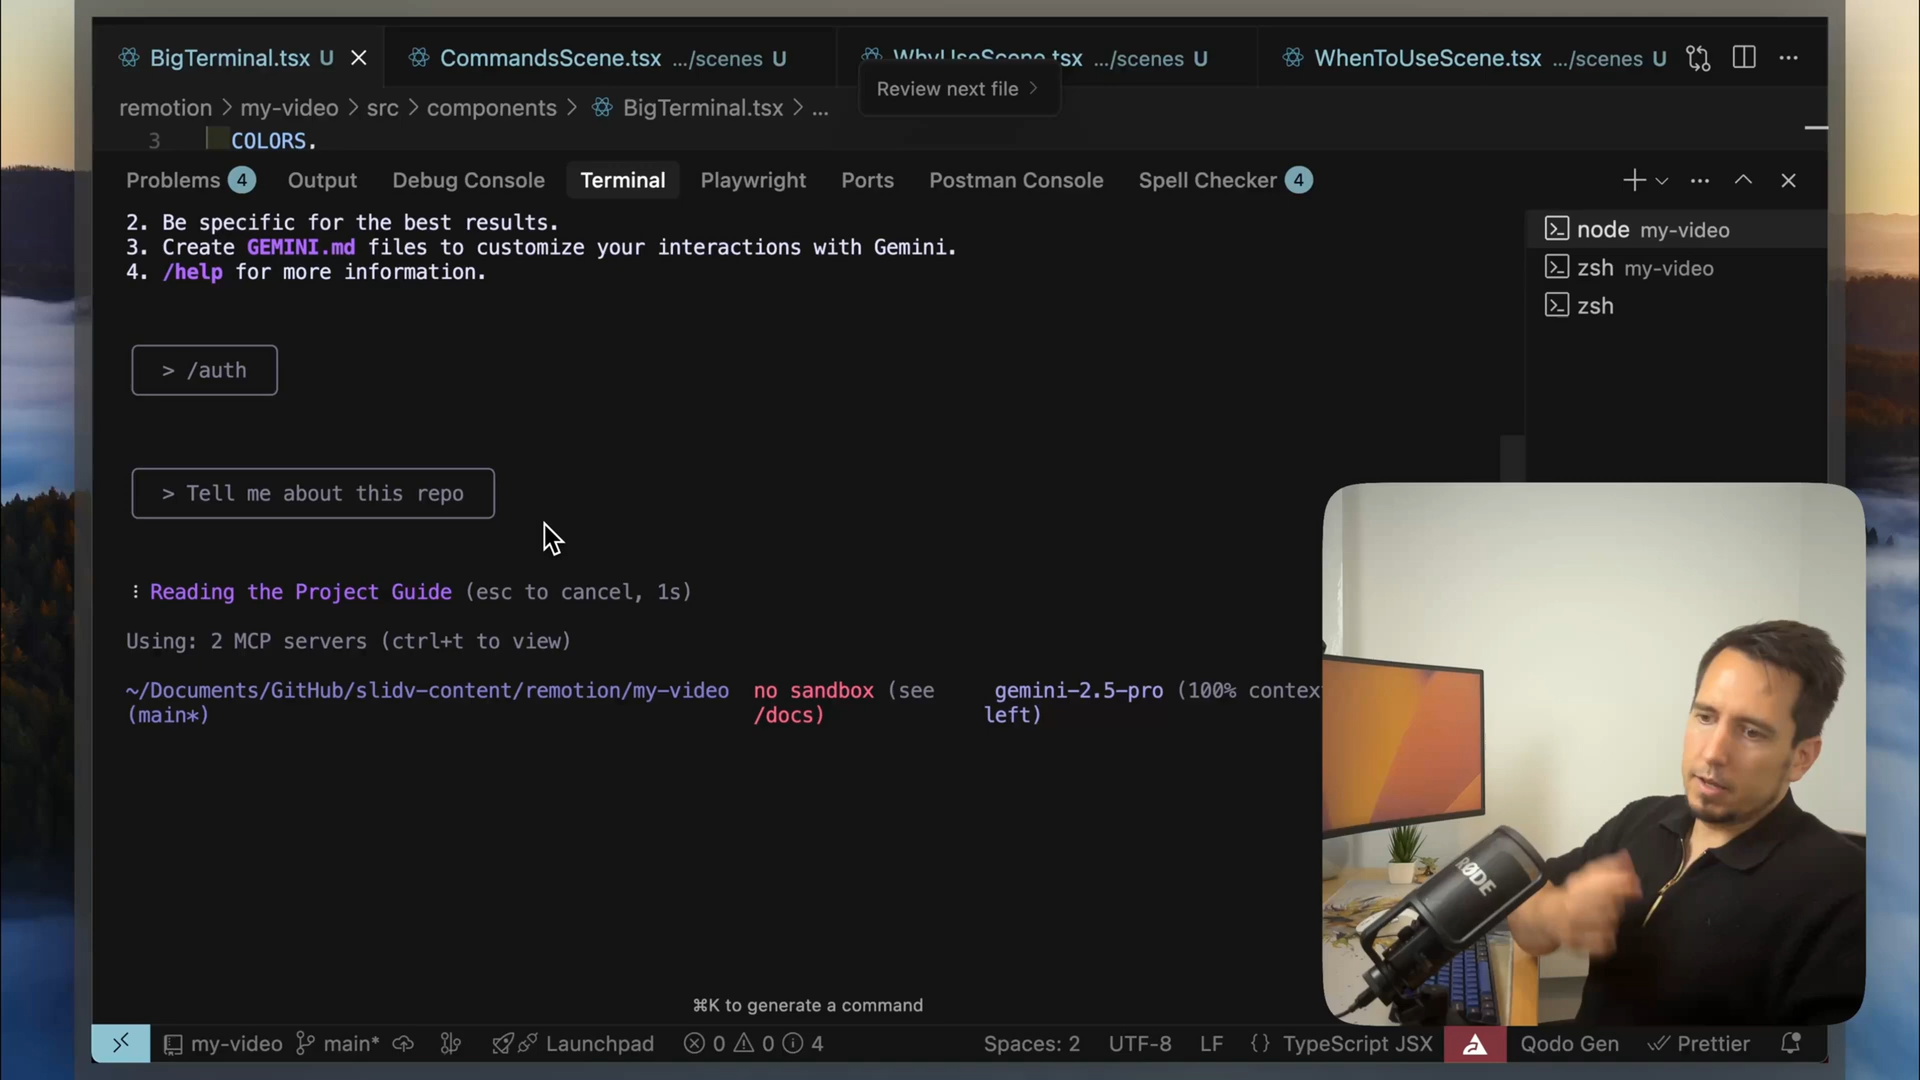 BigTerminal.tsx U
CommandsScene.tsx .../scenes U
WhyUseScene.tsx .../scenes U
WhenToUseScene.tsx .../scenes U
Review next file
remotion > my-video > src > components > BigTerminal.tsx > ...
3 COLORS,
Problems 4 Output Debug Console Terminal Playwright Ports Postman Console Spell Checker 4
2. Be specific for the best results.
3. Create GEMINI.md files to customize your interactions with Gemini.
4. /help for more information.
node my-video
zsh my-video
zsh
> /auth
> Tell me about this repo
Reading the Project Guide (esc to cancel, 1s)
Using: 2 MCP servers (ctrl+t to view)
~/Documents/GitHub/slidv-content/remotion/my-video no sandbox (see gemini-2.5-pro (100% contex
(main*) /docs) left)
RØDE
⌘K to generate a command
my-video main* Launchpad 0 0 4 Spaces: 2 UTF-8 LF {} TypeScript JSX Qodo Gen Prettier